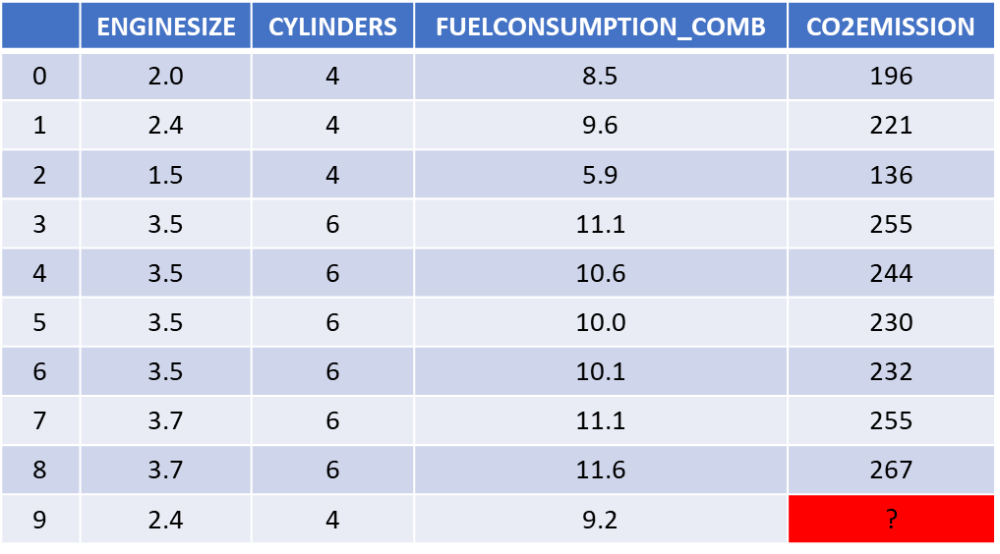 ENGINESIZE CYLINDERS FUELCONSUMPTION_COMB CO2EMISSION
0 2.0 4 8.5 196
1 2.4 4 9.6 221
2 1.5 4 5.9 136
3 3.5 6 11.1 255
4 3.5 6 10.6 244
5 3.5 6 10.0 230
6 3.5 6 10.1 232
7 3.7 6 11.1 255
8 3.7 6 11.6 267
9 2.4 4 9.2 ?